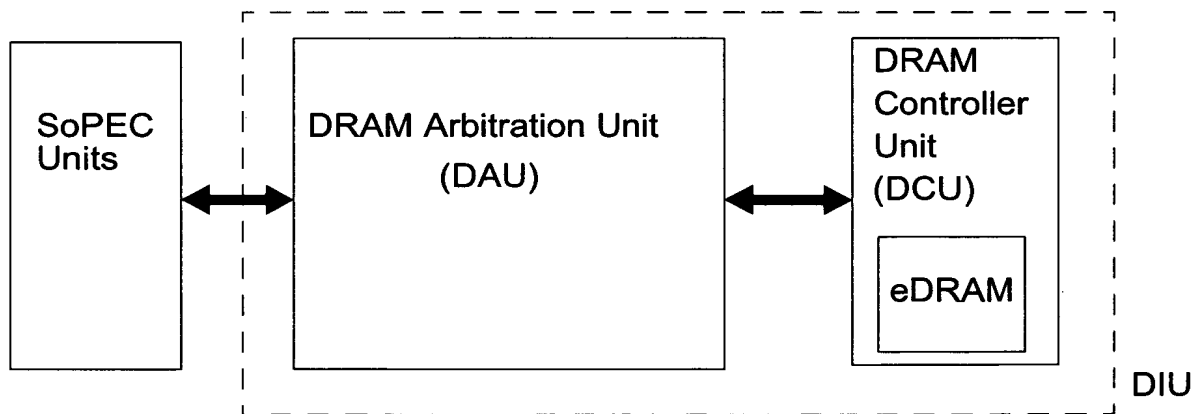 SoPEC
Units
DRAM Arbitration Unit
(DAU)
DRAM
Controller
Unit
(DCU)
eDRAM
DIU